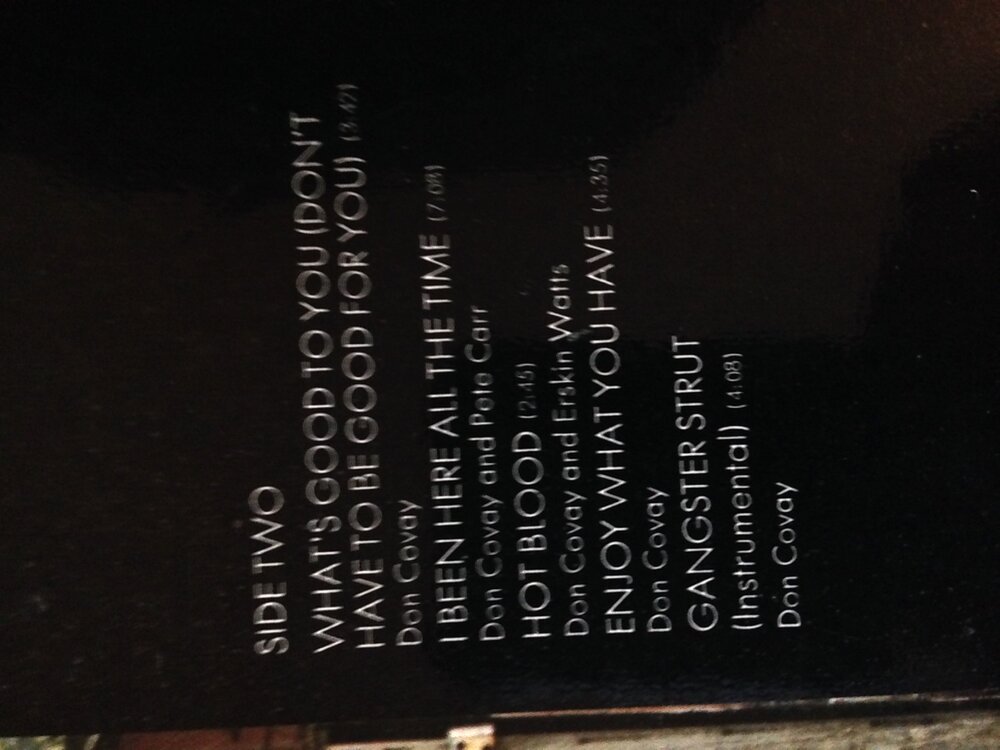 SIDE TWO
WHAT'S GOOD TO YOU (DON'T
HAVE TO BE GOOD FOR YOU) (3:42)
Don Covay
I BEEN HERE ALL THE TIME (7:08)
Don Covay and Pete Carr
HOT BLOOD (2:45)
Don Covay and Erskin Watts
ENJOY WHAT YOU HAVE (4:35)
Don Covay
GANGSTER STRUT
(Instrumental) (4:08)
Don Covay